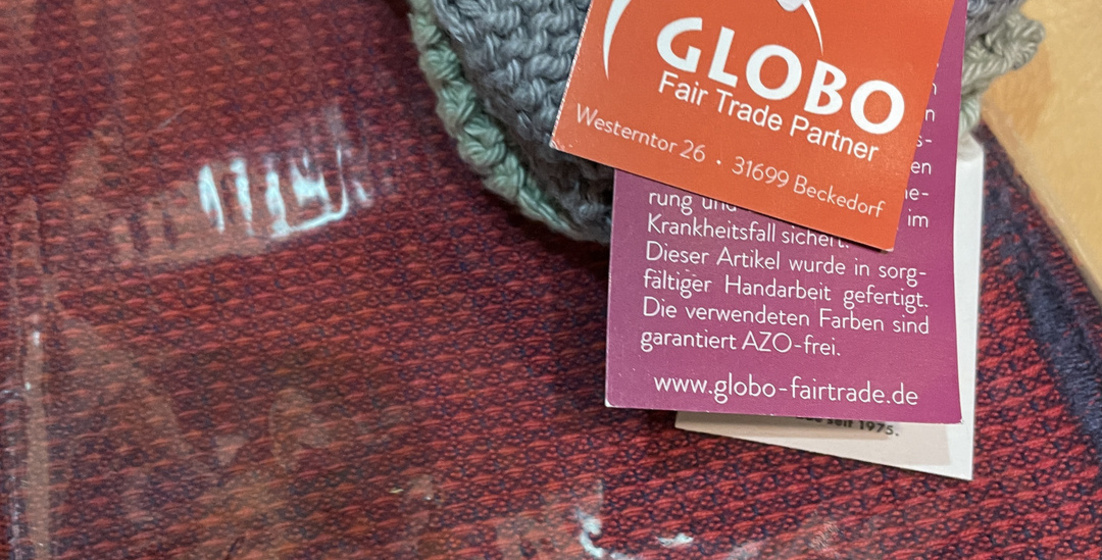 GLOBO
Fair Trade Partner
Westerntor 26 · 31699 Beckedorf
n
n
s-
en
e-
rung und im
Krankheitsfall sichert.
Dieser Artikel wurde in sorg-
fältiger Handarbeit gefertigt.
Die verwendeten Farben sind
garantiert AZO-frei.
www.globo-fairtrade.de
seit 1975.